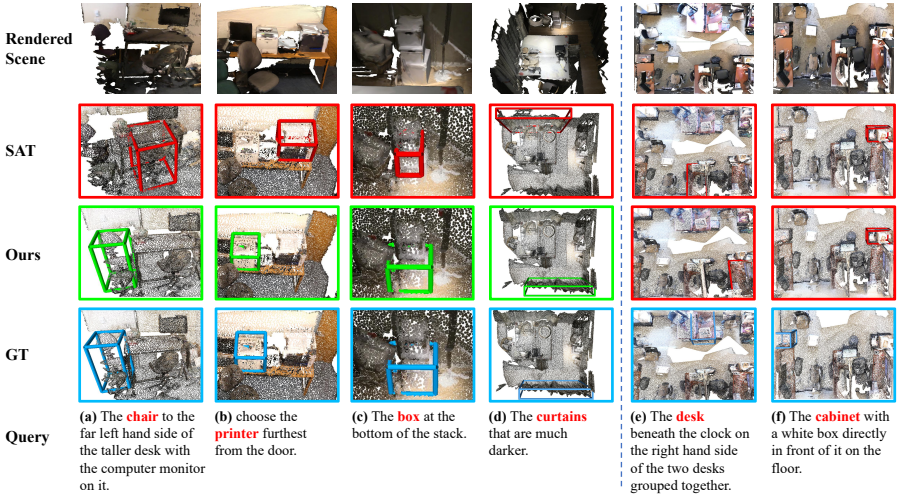 Rendered
Scene
SAT
Ours
GT
Query
(a) The chair to the
far left hand side of
the taller desk with
the computer monitor
on it.
(b) choose the
printer furthest
from the door.
(c) The box at the
bottom of the stack.
(d) The curtains
that are much
darker.
(e) The desk
beneath the clock on
the right hand side
of the two desks
grouped together.
(f) The cabinet with
a white box directly
in front of it on the
floor.